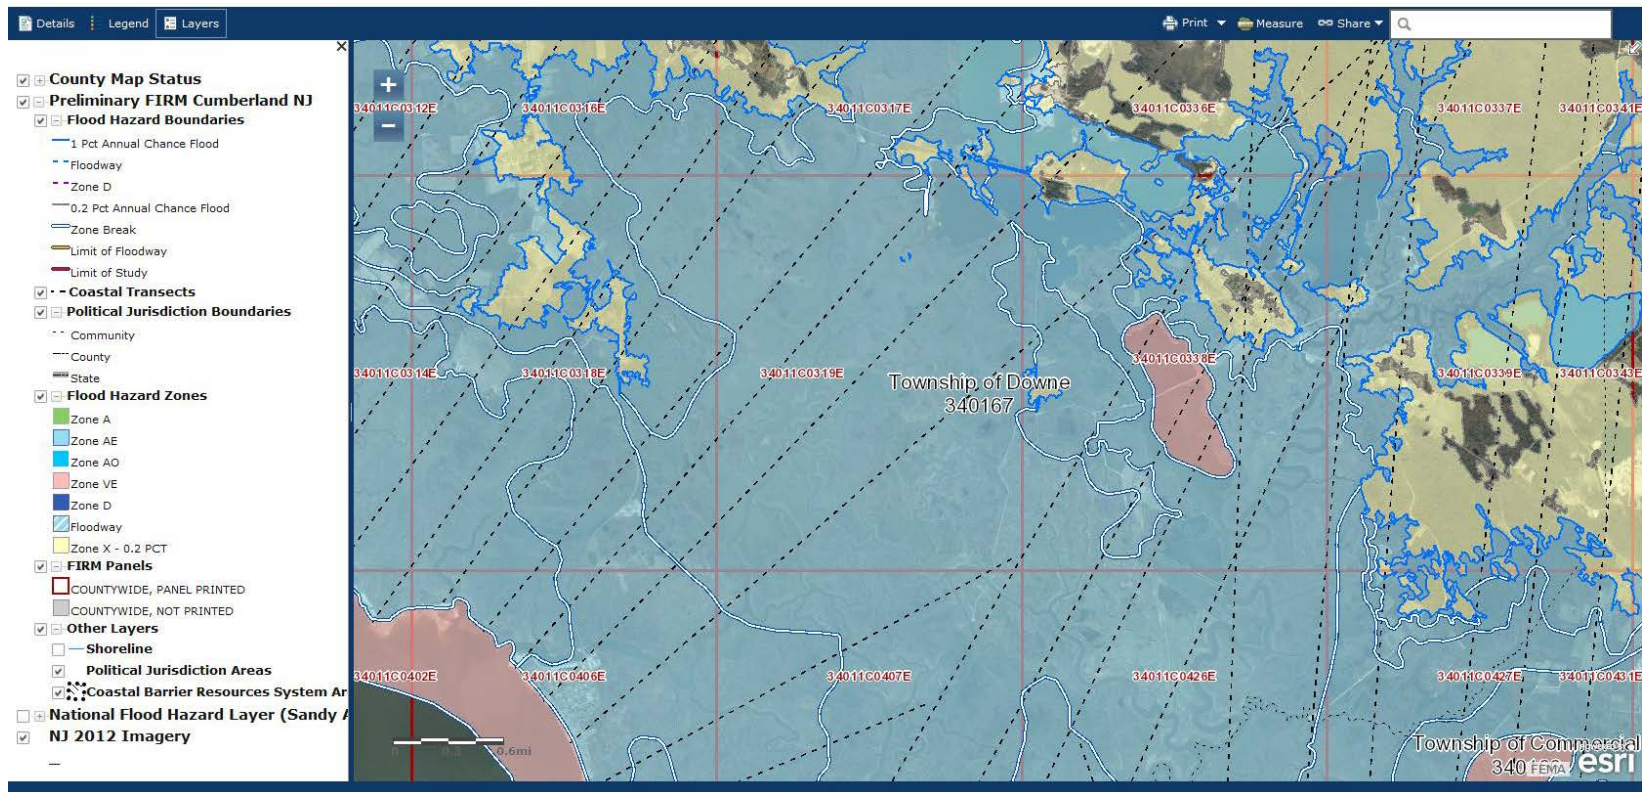 Details Legend Layers Print Measure Share
County Map Status
Preliminary FIRM Cumberland NJ
Flood Hazard Boundaries
1 Pct Annual Chance Flood
Floodway
Zone D
0.2 Pct Annual Chance Flood
Zone Break
Limit of Floodway
Limit of Study
Coastal Transects
Political Jurisdiction Boundaries
Community
County
State
Flood Hazard Zones
Zone A
Zone AE
Zone AO
Zone VE
Zone D
Floodway
Zone X - 0.2 PCT
FIRM Panels
COUNTYWIDE, PANEL PRINTED
COUNTYWIDE, NOT PRINTED
Other Layers
Shoreline
Political Jurisdiction Areas
Coastal Barrier Resources System Ar
National Flood Hazard Layer (Sandy
NJ 2012 Imagery
+
−
34011C0312E 34011C0316E 34011C0317E 34011C0336E 34011C0337E 34011C0341E
34011C0338E
34011C0314E 34011C0318E 34011C0319E 34011C0339E 34011C0343E
Township of Downe
340167
34011C0402E 34011C0406E 34011C0407E 34011C0426E 34011C0427E 34011C0431E
0 0.3 0.6mi
Township of Commercial
FEMA esri